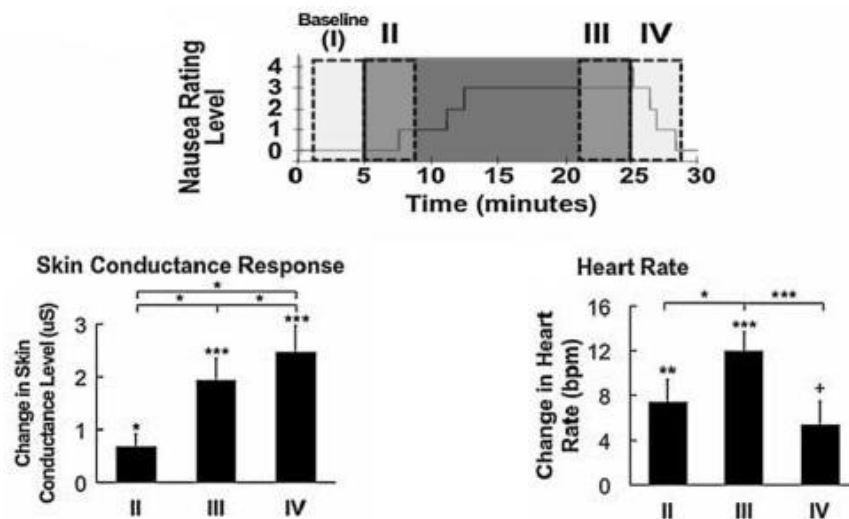 Baseline
(I)
II
III
IV
Nausea Rating
Level
4
3
2
1
0
0
5
10
15
20
25
30
Time (minutes)
Skin Conductance Response
Change in Skin
Conductance Level (uS)
3
2
1
0
*
*
*
*
***
***
II
III
IV
Heart Rate
Change in Heart
Rate (bpm)
16
12
8
4
0
*
***
**
***
+
II
III
IV